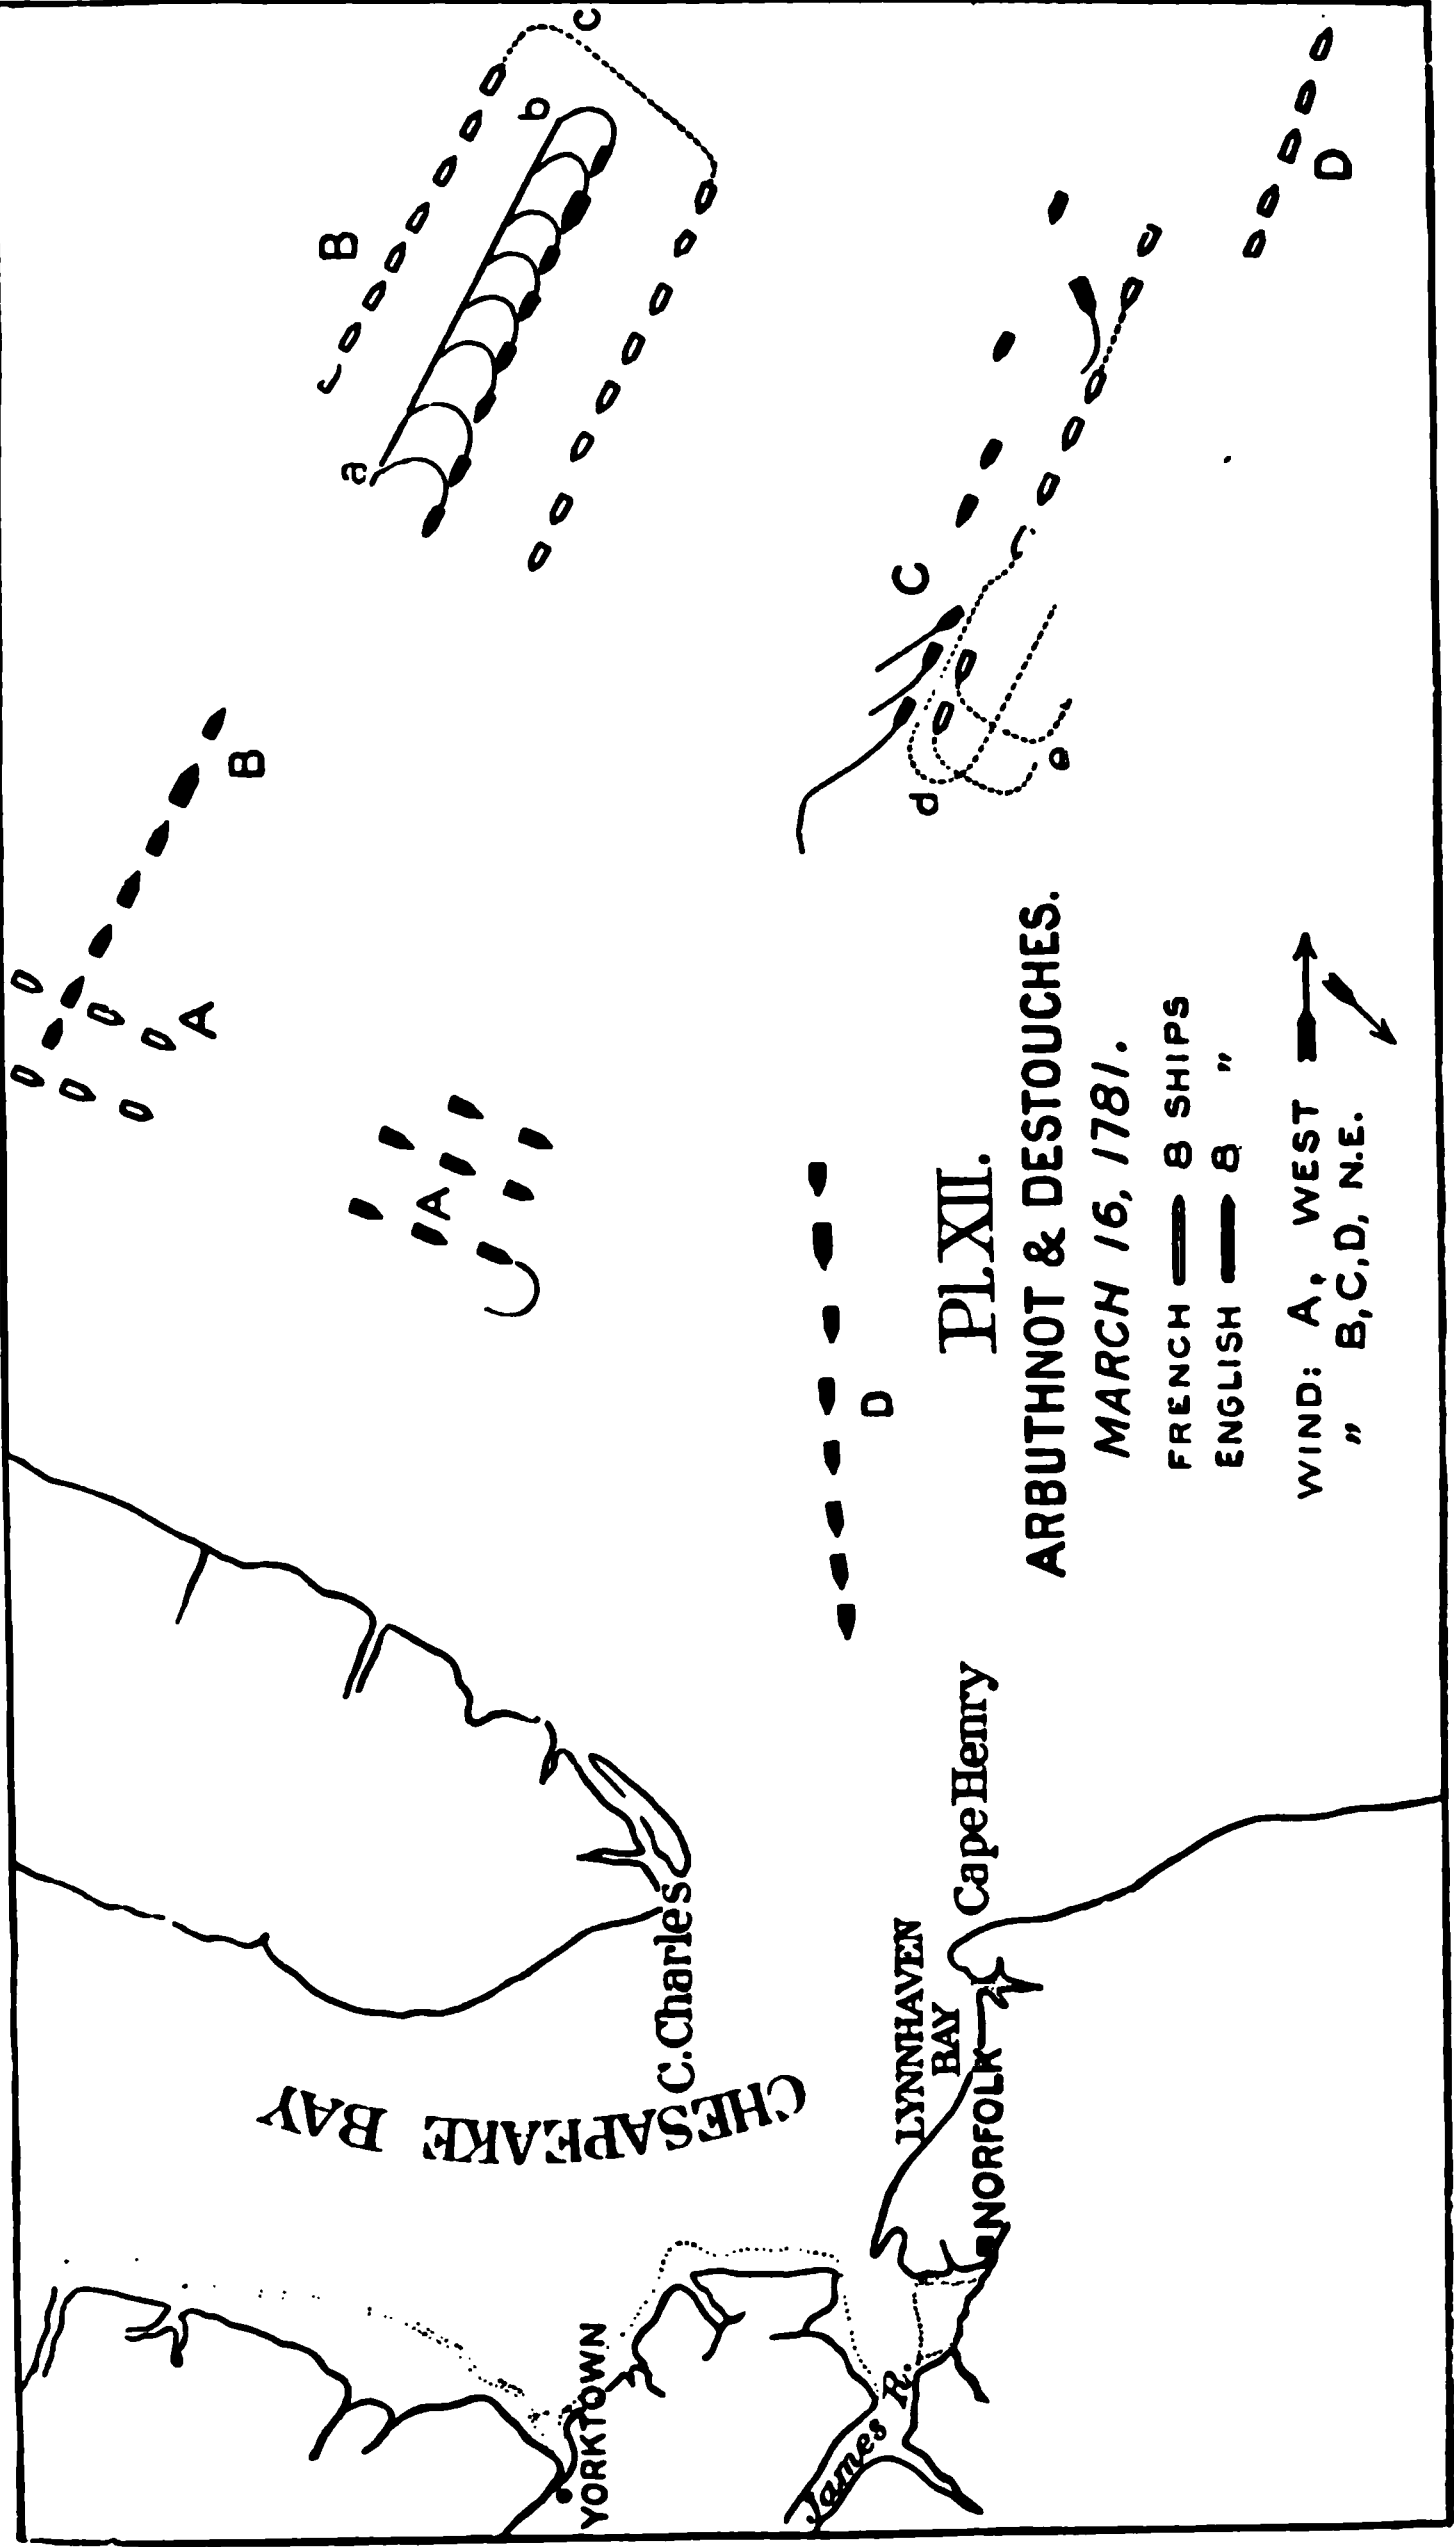 Pl. XII.
ARBUTHNOT & DESTOUCHES.
MARCH 16, 1781.
FRENCH 8 SHIPS
ENGLISH 8 "
WIND: A, WEST
" B, C, D, N.E.
CHESAPEAKE BAY
C. Charles
LYNNHAVEN
BAY
Cape Henry
NORFOLK
YORKTOWN
James R.
A
A
B
B
B
C
D
D
a
b
c
d
e